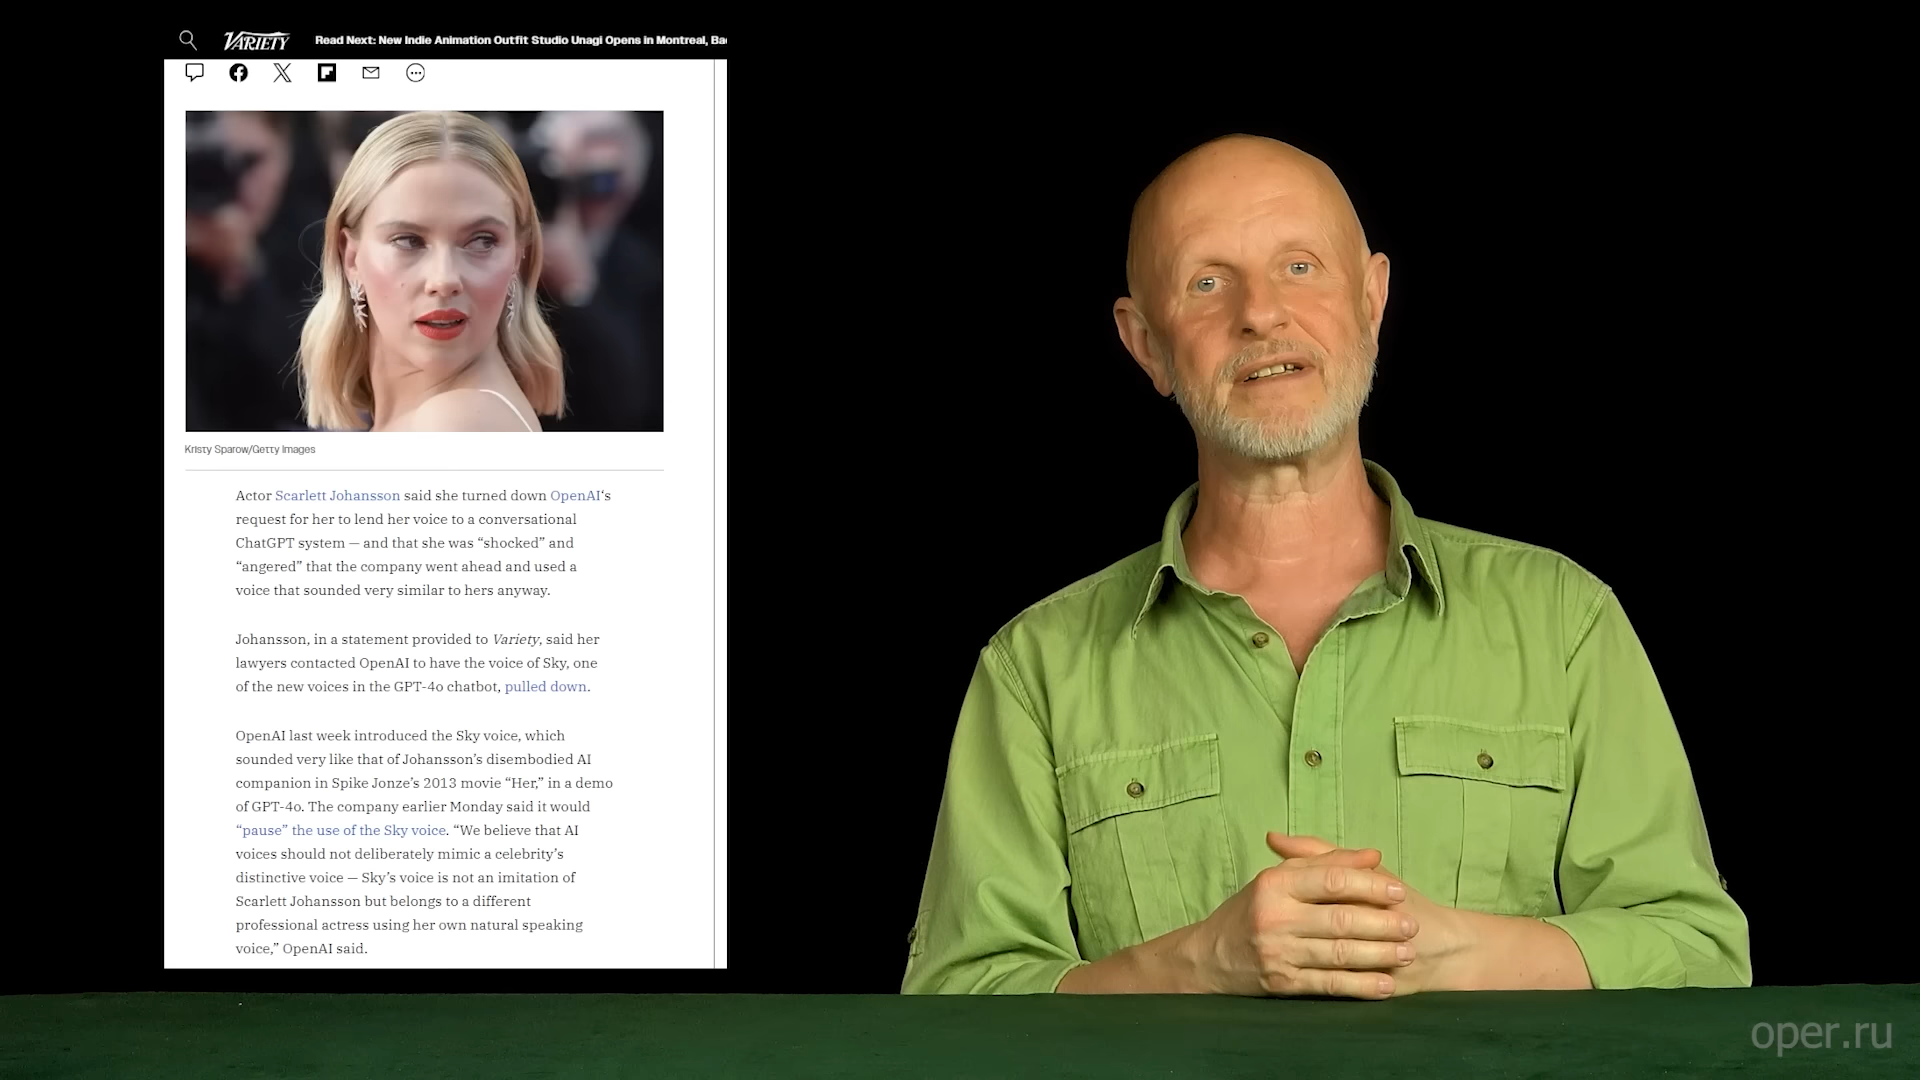 VARIETY
Read Next: New Indie Animation Outfit Studio Unagi Opens in Montreal,
Kristy Sparow/Getty Images
Actor Scarlett Johansson said she turned down OpenAI‘s
request for her to lend her voice to a conversational
ChatGPT system — and that she was “shocked” and
“angered” that the company went ahead and used a
voice that sounded very similar to hers anyway.
Johansson, in a statement provided to Variety, said her
lawyers contacted OpenAI to have the voice of Sky, one
of the new voices in the GPT-4o chatbot, pulled down.
OpenAI last week introduced the Sky voice, which
sounded very like that of Johansson’s disembodied AI
companion in Spike Jonze’s 2013 movie “Her,” in a demo
of GPT-4o. The company earlier Monday said it would
“pause” the use of the Sky voice. “We believe that AI
voices should not deliberately mimic a celebrity’s
distinctive voice — Sky’s voice is not an imitation of
Scarlett Johansson but belongs to a different
professional actress using her own natural speaking
voice,” OpenAI said.
oper.ru